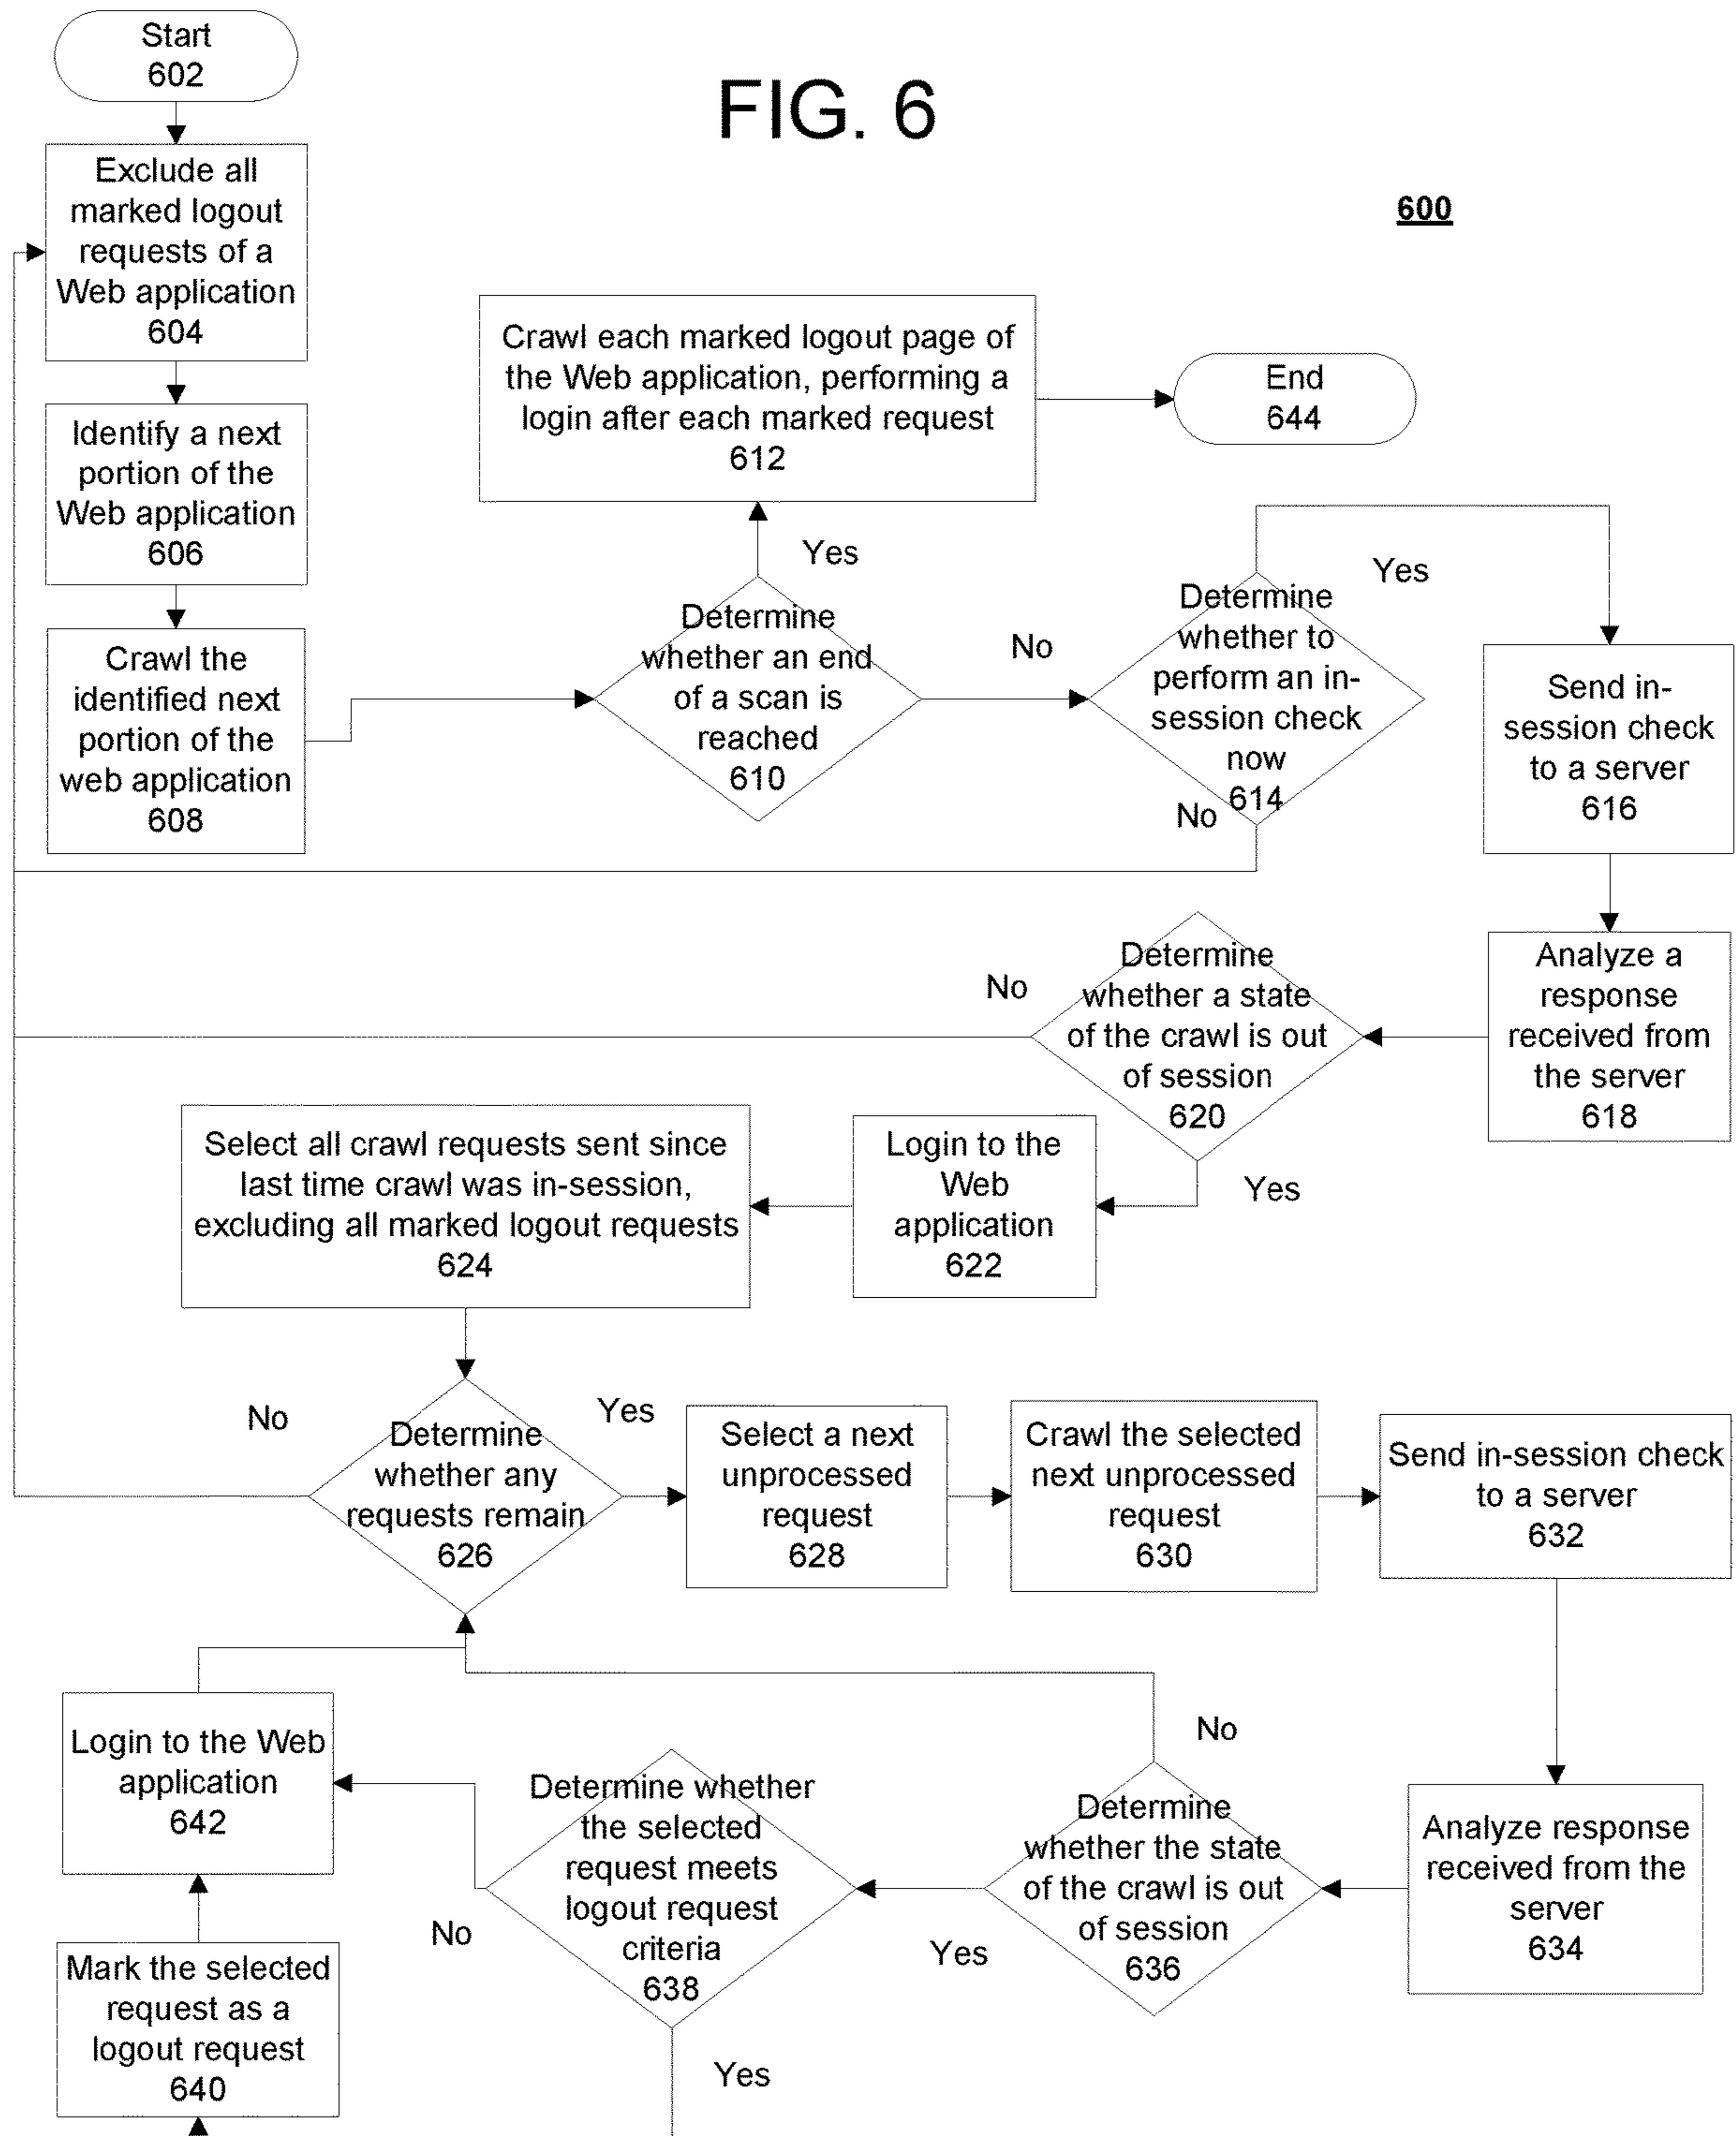 Start
602
FIG. 6
600
Exclude all
marked logout
requests of a
Web application
604
Identify a next
portion of the
Web application
606
Crawl the
identified next
portion of the
web application
608
Crawl each marked logout page of
the Web application, performing a
login after each marked request
612
End
644
Yes
Determine
whether an end
of a scan is
reached
610
No
Determine
whether to
perform an in-
session check
now
614
Yes
No
Send in-
session check
to a server
616
Analyze a
response
received from
the server
618
Determine
whether a state
of the crawl is out
of session
620
No
Yes
Login to the
Web
application
622
Select all crawl requests sent since
last time crawl was in-session,
excluding all marked logout requests
624
Determine
whether any
requests remain
626
No
Yes
Select a next
unprocessed
request
628
Crawl the selected
next unprocessed
request
630
Send in-session check
to a server
632
Analyze response
received from the
server
634
Determine
whether the state
of the crawl is out
of session
636
No
Yes
Determine whether
the selected
request meets
logout request
criteria
638
No
Yes
Login to the Web
application
642
Mark the selected
request as a
logout request
640